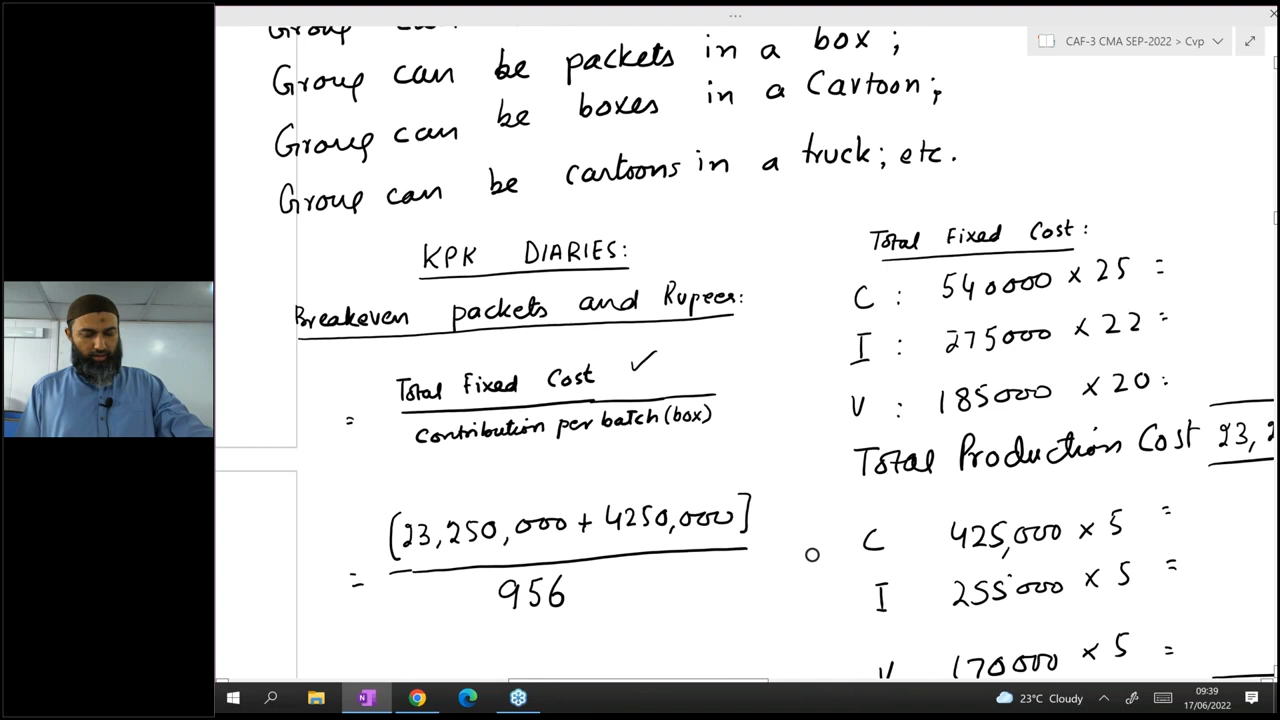 CAF-3 CMA SEP-2022 > Cvp
Group
Group can be packets in a box;
Group can be boxes in a Cartoon;
Group can be cartoons in a truck; etc.
KPK DIARIES:
Breakeven packets and Rupees:
= Total Fixed Cost ✓
contribution per batch (box)
= [23,250,000 + 4250,000]
956
Total Fixed Cost:
C : 540000 × 25 =
I : 275000 × 22 =
V : 185000 × 20 :
Total Production Cost 23,2
C 425,000 × 5 =
I 255000 × 5 =
V 170000 × 5 =
23°C Cloudy
09:39
17/06/2022